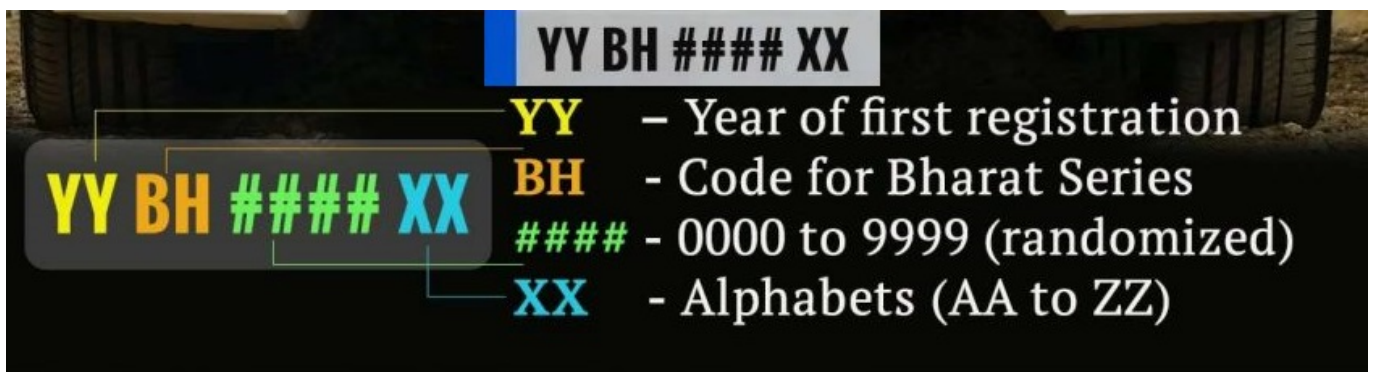 YY BH #### XX
YY – Year of first registration
BH - Code for Bharat Series
YY BH #### XX
#### - 0000 to 9999 (randomized)
XX - Alphabets (AA to ZZ)